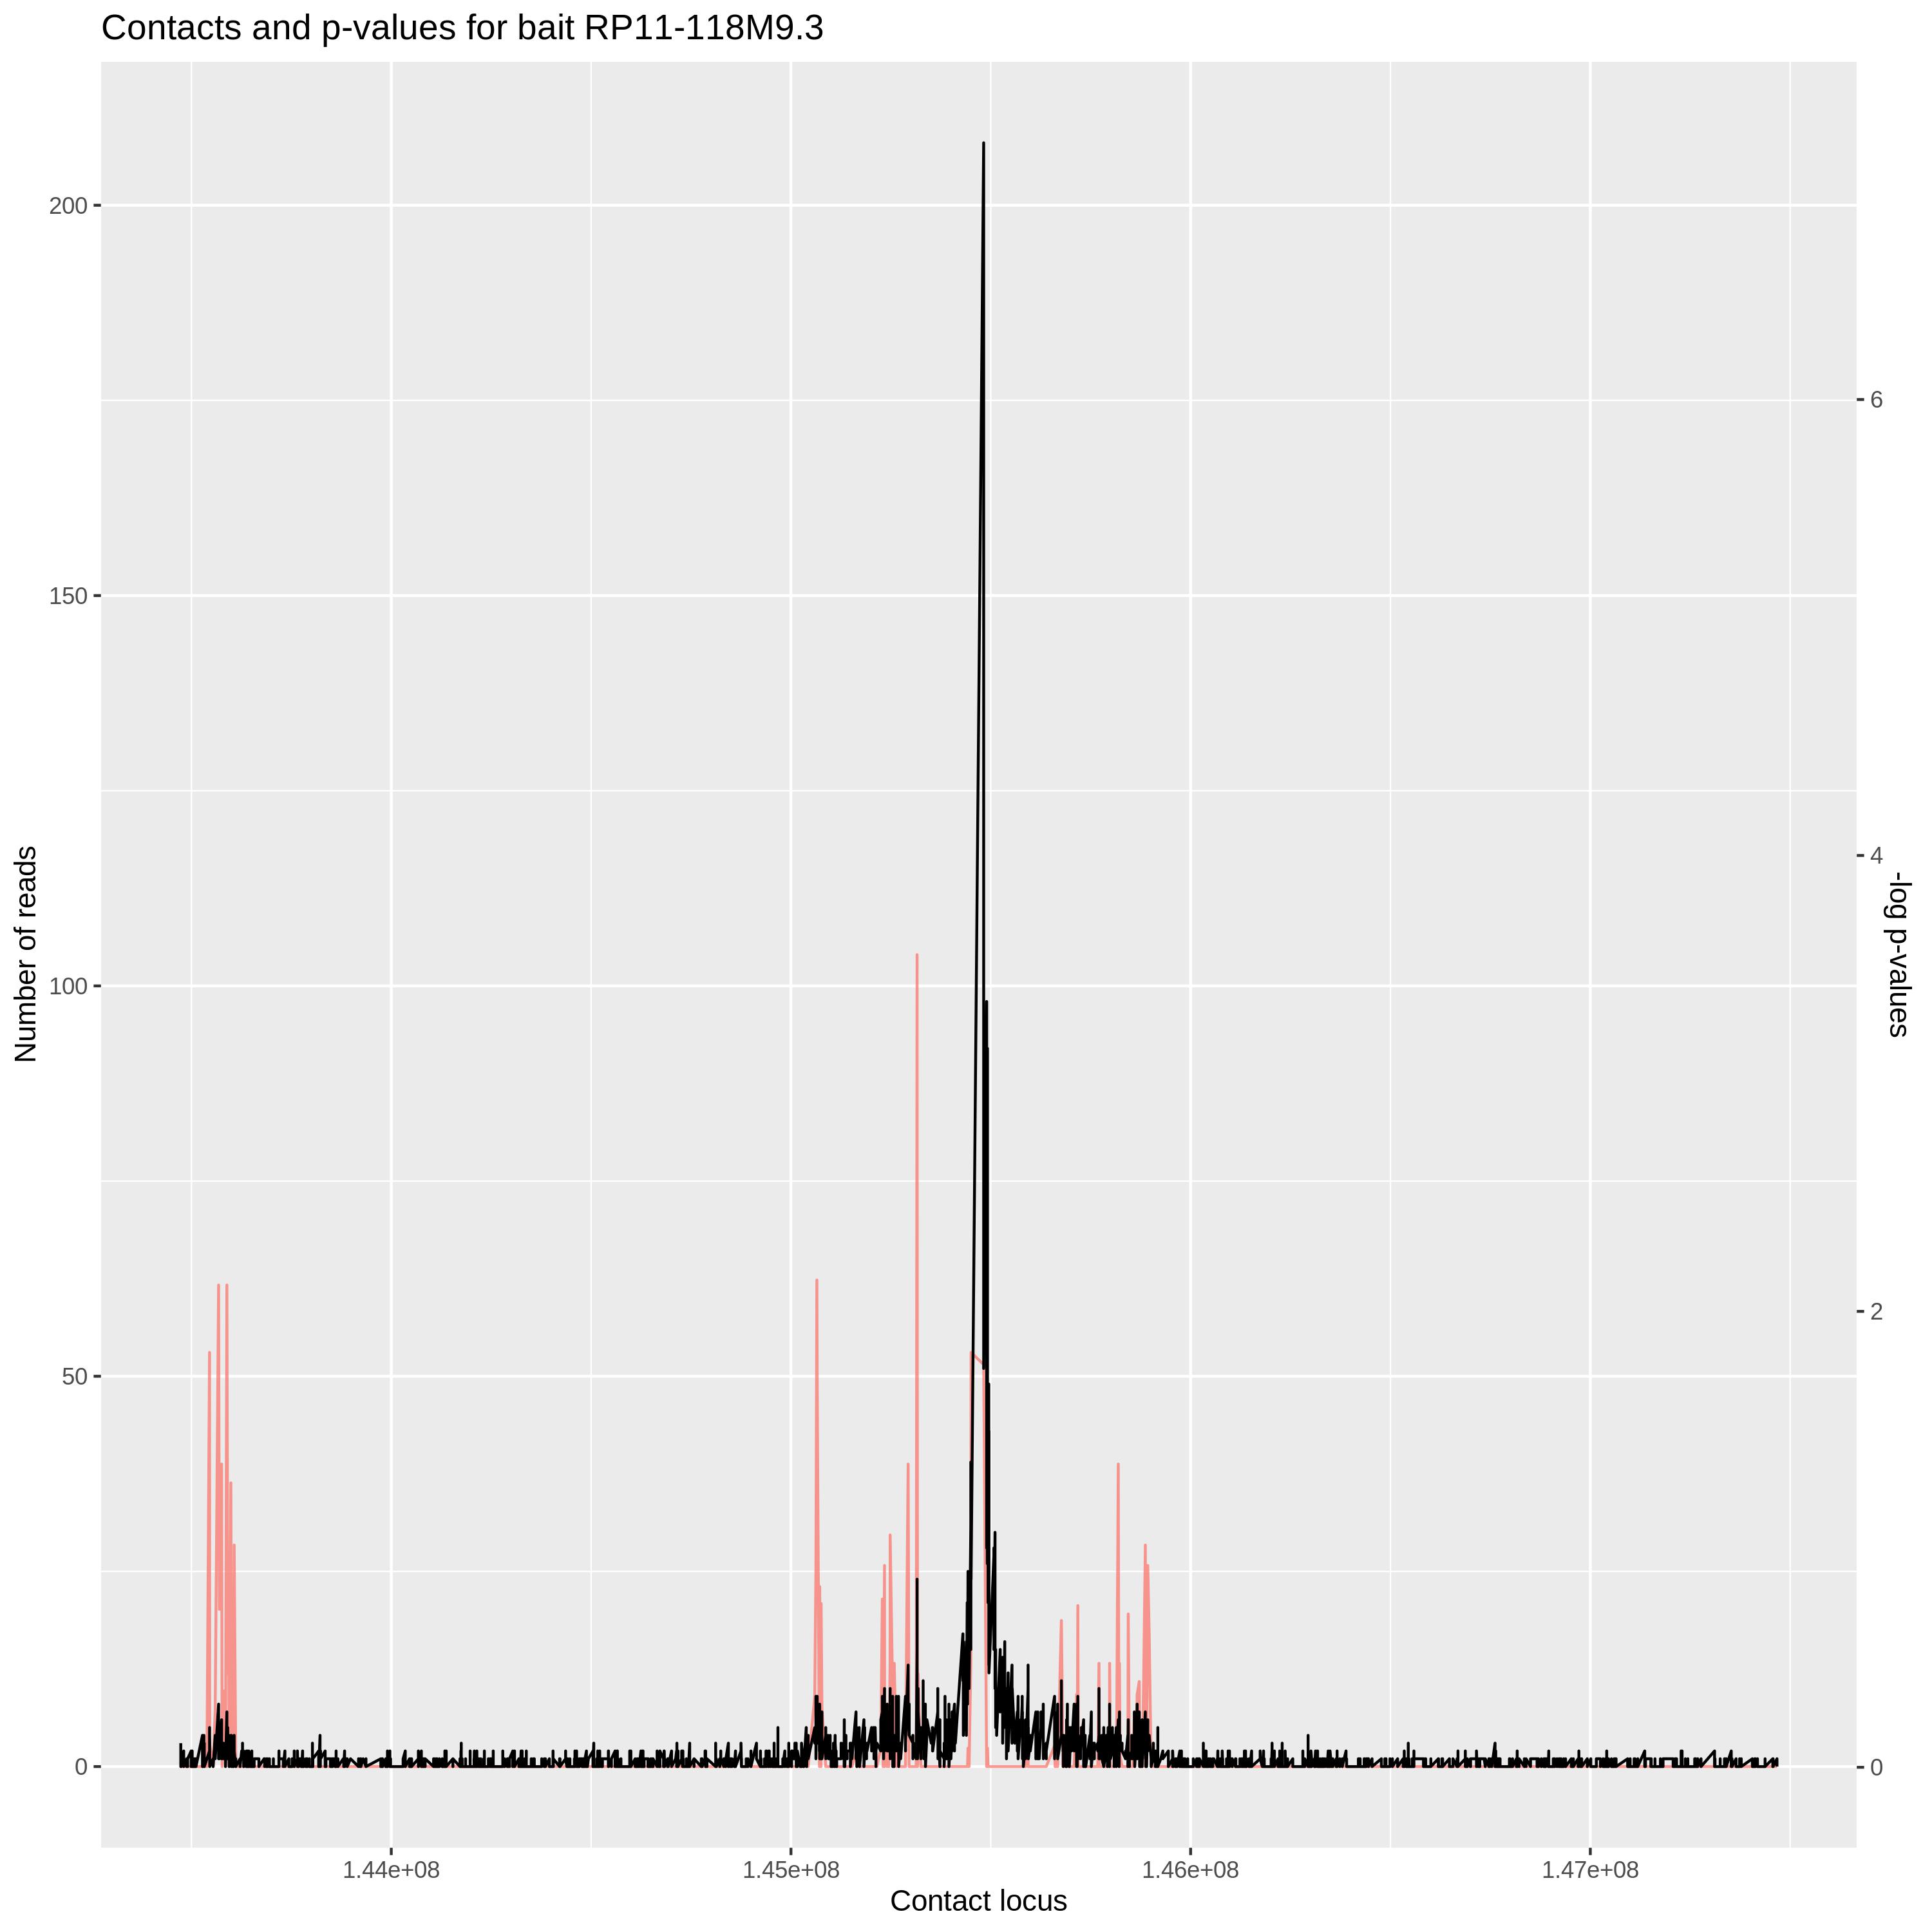 Contacts and p-values for bait RP11-118M9.3
200
150
100
50
0
Number of reads
6
4
2
0
-log p-values
1.44e+08
1.45e+08
1.46e+08
1.47e+08
Contact locus